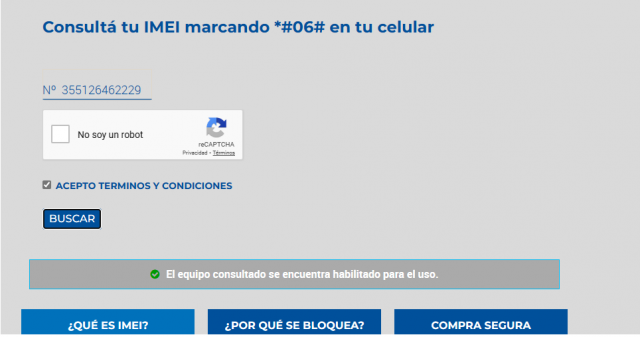 Consultá tu IMEI marcando *#06# en tu celular
Nº 355126462229
No soy un robot
reCAPTCHA
Privacidad - Términos
ACEPTO TERMINOS Y CONDICIONES
BUSCAR
El equipo consultado se encuentra habilitado para el uso.
¿QUÉ ES IMEI?
¿POR QUÉ SE BLOQUEA?
COMPRA SEGURA